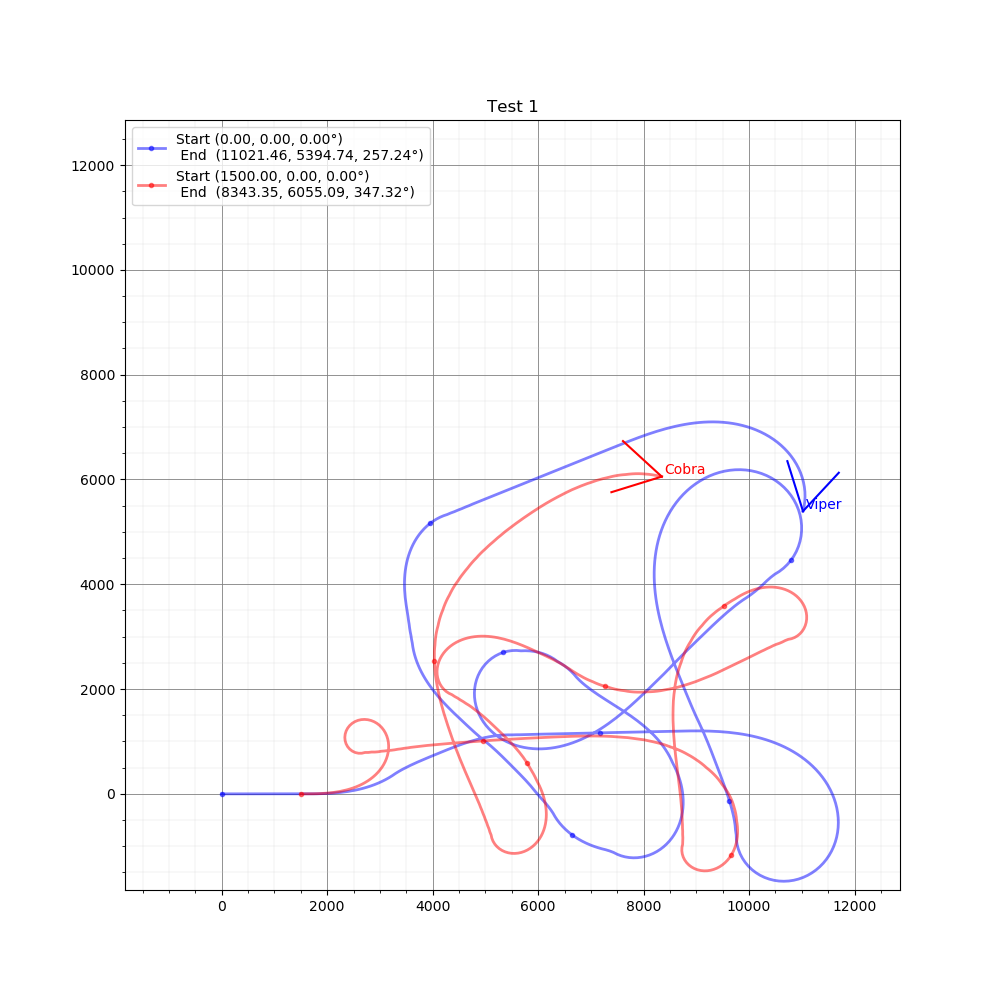 Test 1
Start (0.00, 0.00, 0.00°)
End (11021.46, 5394.74, 257.24°)
Start (1500.00, 0.00, 0.00°)
End (8343.35, 6055.09, 347.32°)
12000
10000
8000
6000
4000
2000
0
Cobra
Viper
0 2000 4000 6000 8000 10000 12000